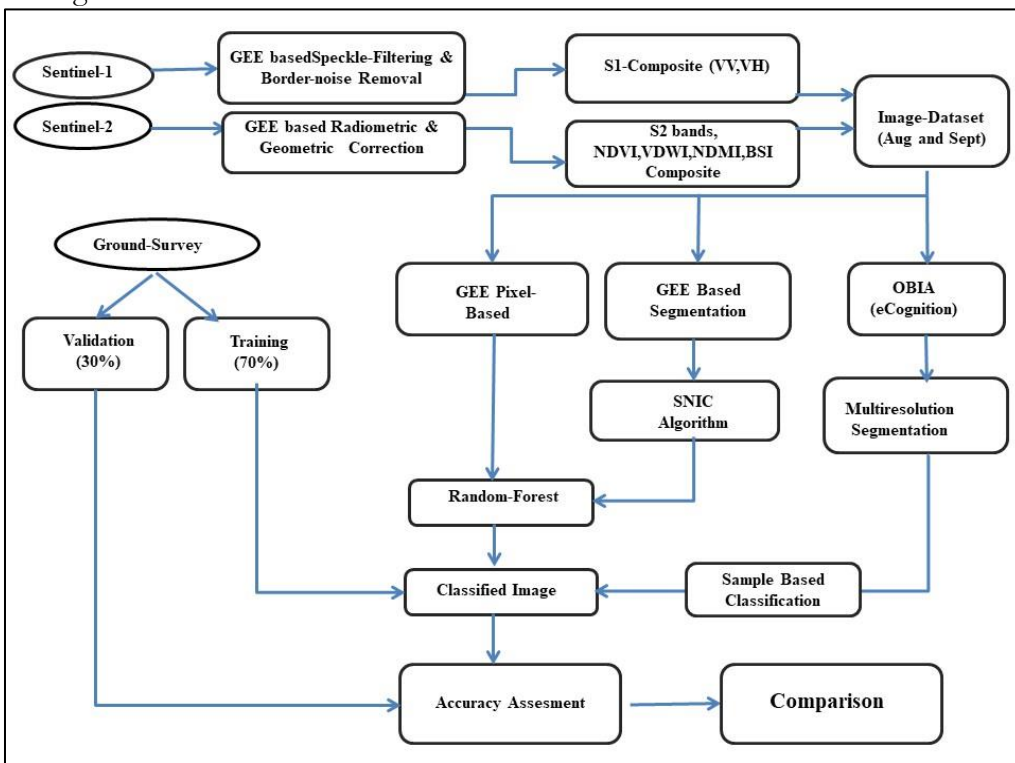 Sentinel-1
GEE basedSpeckle-Filtering &
Border-noise Removal
S1-Composite (VV,VH)
Sentinel-2
GEE based Radiometric &
Geometric Correction
S2 bands,
NDVI,VDWI,NDMI,BSI
Composite
Image-Dataset
(Aug and Sept)
Ground-Survey
Validation
(30%)
Training
(70%)
GEE Pixel-
Based
GEE Based
Segmentation
OBIA
(eCognition)
SNIC
Algorithm
Multiresolution
Segmentation
Random-Forest
Classified Image
Sample Based
Classification
Accuracy Assesment
Comparison